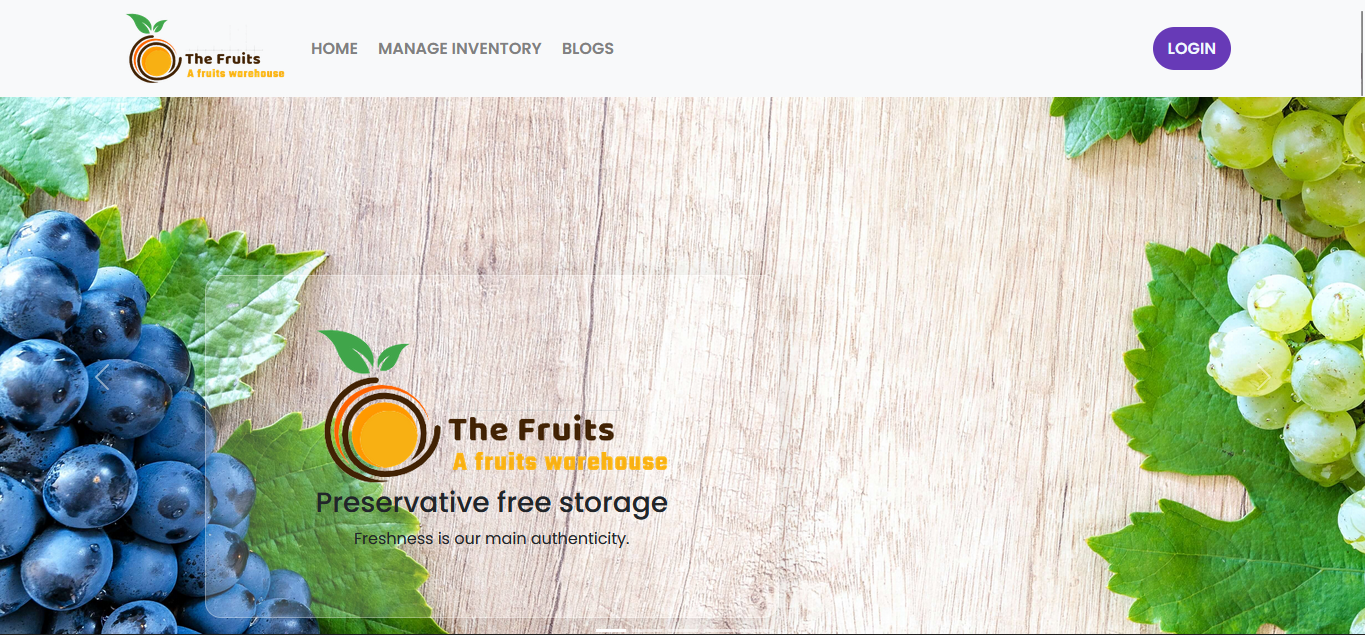 The Fruits
A fruits warehouse
HOME MANAGE INVENTORY BLOGS
LOGIN
The Fruits
A fruits warehouse
Preservative free storage
Freshness is our main authenticity.